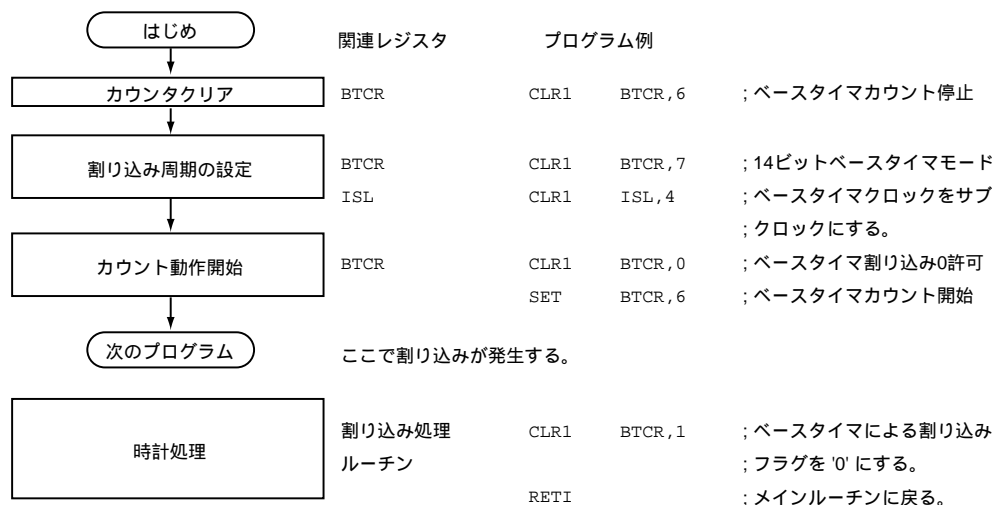 はじめ
関連レジスタ プログラム例
カウンタクリア BTCR CLR1 BTCR,6 ;ベースタイマカウント停止
割り込み周期の設定 BTCR CLR1 BTCR,7 ;14ビットベースタイマモード
ISL CLR1 ISL,4 ;ベースタイマクロックをサブ
;クロックにする。
カウント動作開始 BTCR CLR1 BTCR,0 ;ベースタイマ割り込み0許可
SET BTCR,6 ;ベースタイマカウント開始
次のプログラム ここで割り込みが発生する。
時計処理 割り込み処理 CLR1 BTCR,1 ;ベースタイマによる割り込み
ルーチン ;フラグを '0' にする。
RETI ;メインルーチンに戻る。